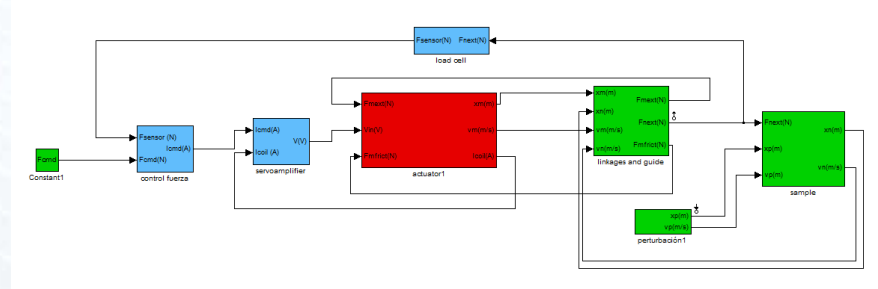 Fsensor(N) Fnext(N)
load cell
Fcmd
Constant1
Fsensor (N)
Icmd(A)
Fcmd(N)
control fuerza
Icmd(A)
V(V)
Icoil (A)
servoamplifier
Fmext(N)
xm(m)
Vin(V)
vm(m/s)
Fmfrict(N)
Icoil(A)
actuator1
xm(m)
Fmext(N)
xn(m)
Fnext(N)
vm(m/s)
Fmfrict(N)
vn(m/s)
linkages and guide
Fnext(N)
xn(m)
xp(m)
vn(m/s)
vp(m)
sample
xp(m)
vp(m/s)
perturbación1